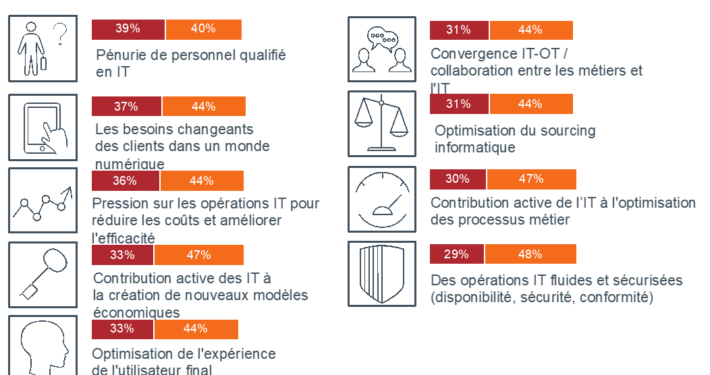 39% 40%
Pénurie de personnel qualifié
en IT
37% 44%
Les besoins changeants
des clients dans un monde
numérique
36% 44%
Pression sur les opérations IT pour
réduire les coûts et améliorer
l'efficacité
33% 47%
Contribution active des IT à
la création de nouveaux modèles
économiques
33% 44%
Optimisation de l'expérience
de l'utilisateur final
31% 44%
Convergence IT-OT /
collaboration entre les métiers et
l'IT
31% 44%
Optimisation du sourcing
informatique
30% 47%
Contribution active de l'IT à l'optimisation
des processus métier
29% 48%
Des opérations IT fluides et sécurisées
(disponibilité, sécurité, conformité)